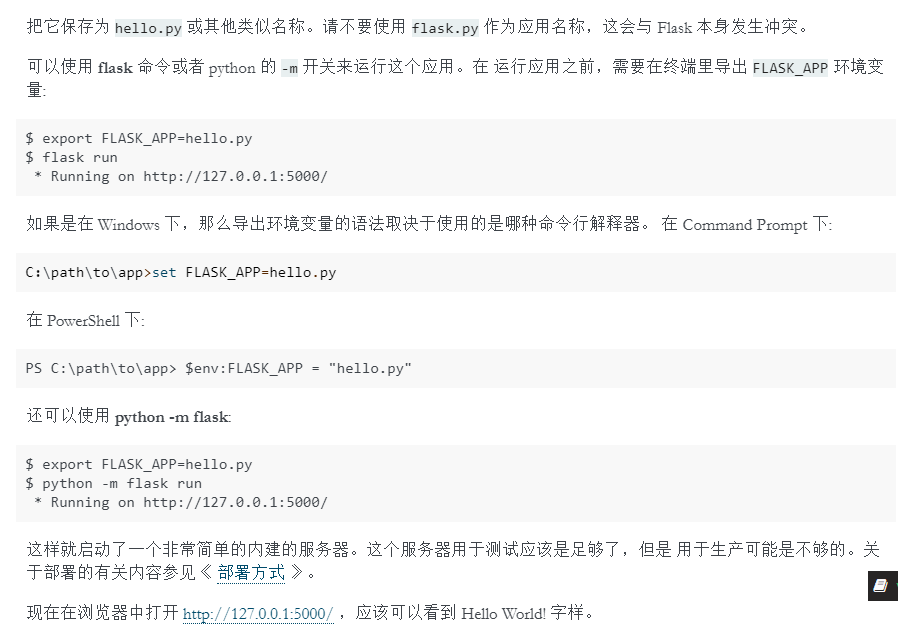 把它保存为 hello.py 或其他类似名称。请不要使用 flask.py 作为应用名称，这会与 Flask 本身发生冲突。
可以使用 flask 命令或者 python 的 -m 开关来运行这个应用。在 运行应用之前，需要在终端里导出 FLASK_APP 环境变
量:
$ export FLASK_APP=hello.py
$ flask run
 * Running on http://127.0.0.1:5000/
如果是在 Windows 下，那么导出环境变量的语法取决于使用的是哪种命令行解释器。 在 Command Prompt 下:
C:\path\to\app>set FLASK_APP=hello.py
在 PowerShell 下:
PS C:\path\to\app> $env:FLASK_APP = "hello.py"
还可以使用 python -m flask:
$ export FLASK_APP=hello.py
$ python -m flask run
 * Running on http://127.0.0.1:5000/
这样就启动了一个非常简单的内建的服务器。这个服务器用于测试应该是足够了，但是 用于生产可能是不够的。关
于部署的有关内容参见《 部署方式 》。
现在在浏览器中打开 http://127.0.0.1:5000/ ，应该可以看到 Hello World! 字样。